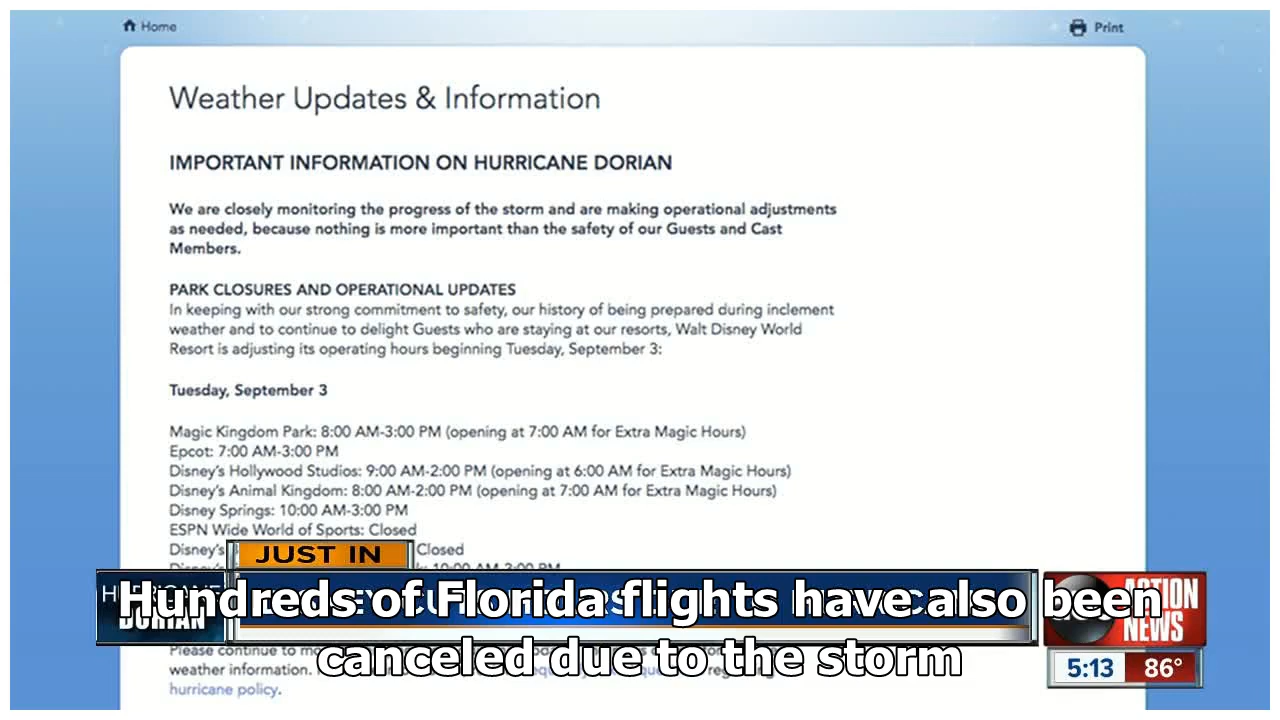 Home
Print
Weather Updates & Information
IMPORTANT INFORMATION ON HURRICANE DORIAN
We are closely monitoring the progress of the storm and are making operational adjustments
as needed, because nothing is more important than the safety of our Guests and Cast
Members.
PARK CLOSURES AND OPERATIONAL UPDATES
In keeping with our strong commitment to safety, our history of being prepared during inclement
weather and to continue to delight Guests who are staying at our resorts, Walt Disney World
Resort is adjusting its operating hours beginning Tuesday, September 3:
Tuesday, September 3
Magic Kingdom Park: 8:00 AM-3:00 PM (opening at 7:00 AM for Extra Magic Hours)
Epcot: 7:00 AM-3:00 PM
Disney's Hollywood Studios: 9:00 AM-2:00 PM (opening at 6:00 AM for Extra Magic Hours)
Disney's Animal Kingdom: 8:00 AM-2:00 PM (opening at 7:00 AM for Extra Magic Hours)
Disney Springs: 10:00 AM-3:00 PM
ESPN Wide World of Sports: Closed
Disney's Closed
JUST IN
10:00 AM-3:00 PM
HURRICANE
DORIAN
Hundreds of Florida flights have also been
canceled due to the storm
ACTION
NEWS
5:13 86°
Please continue to
weather information.
hurricane policy.